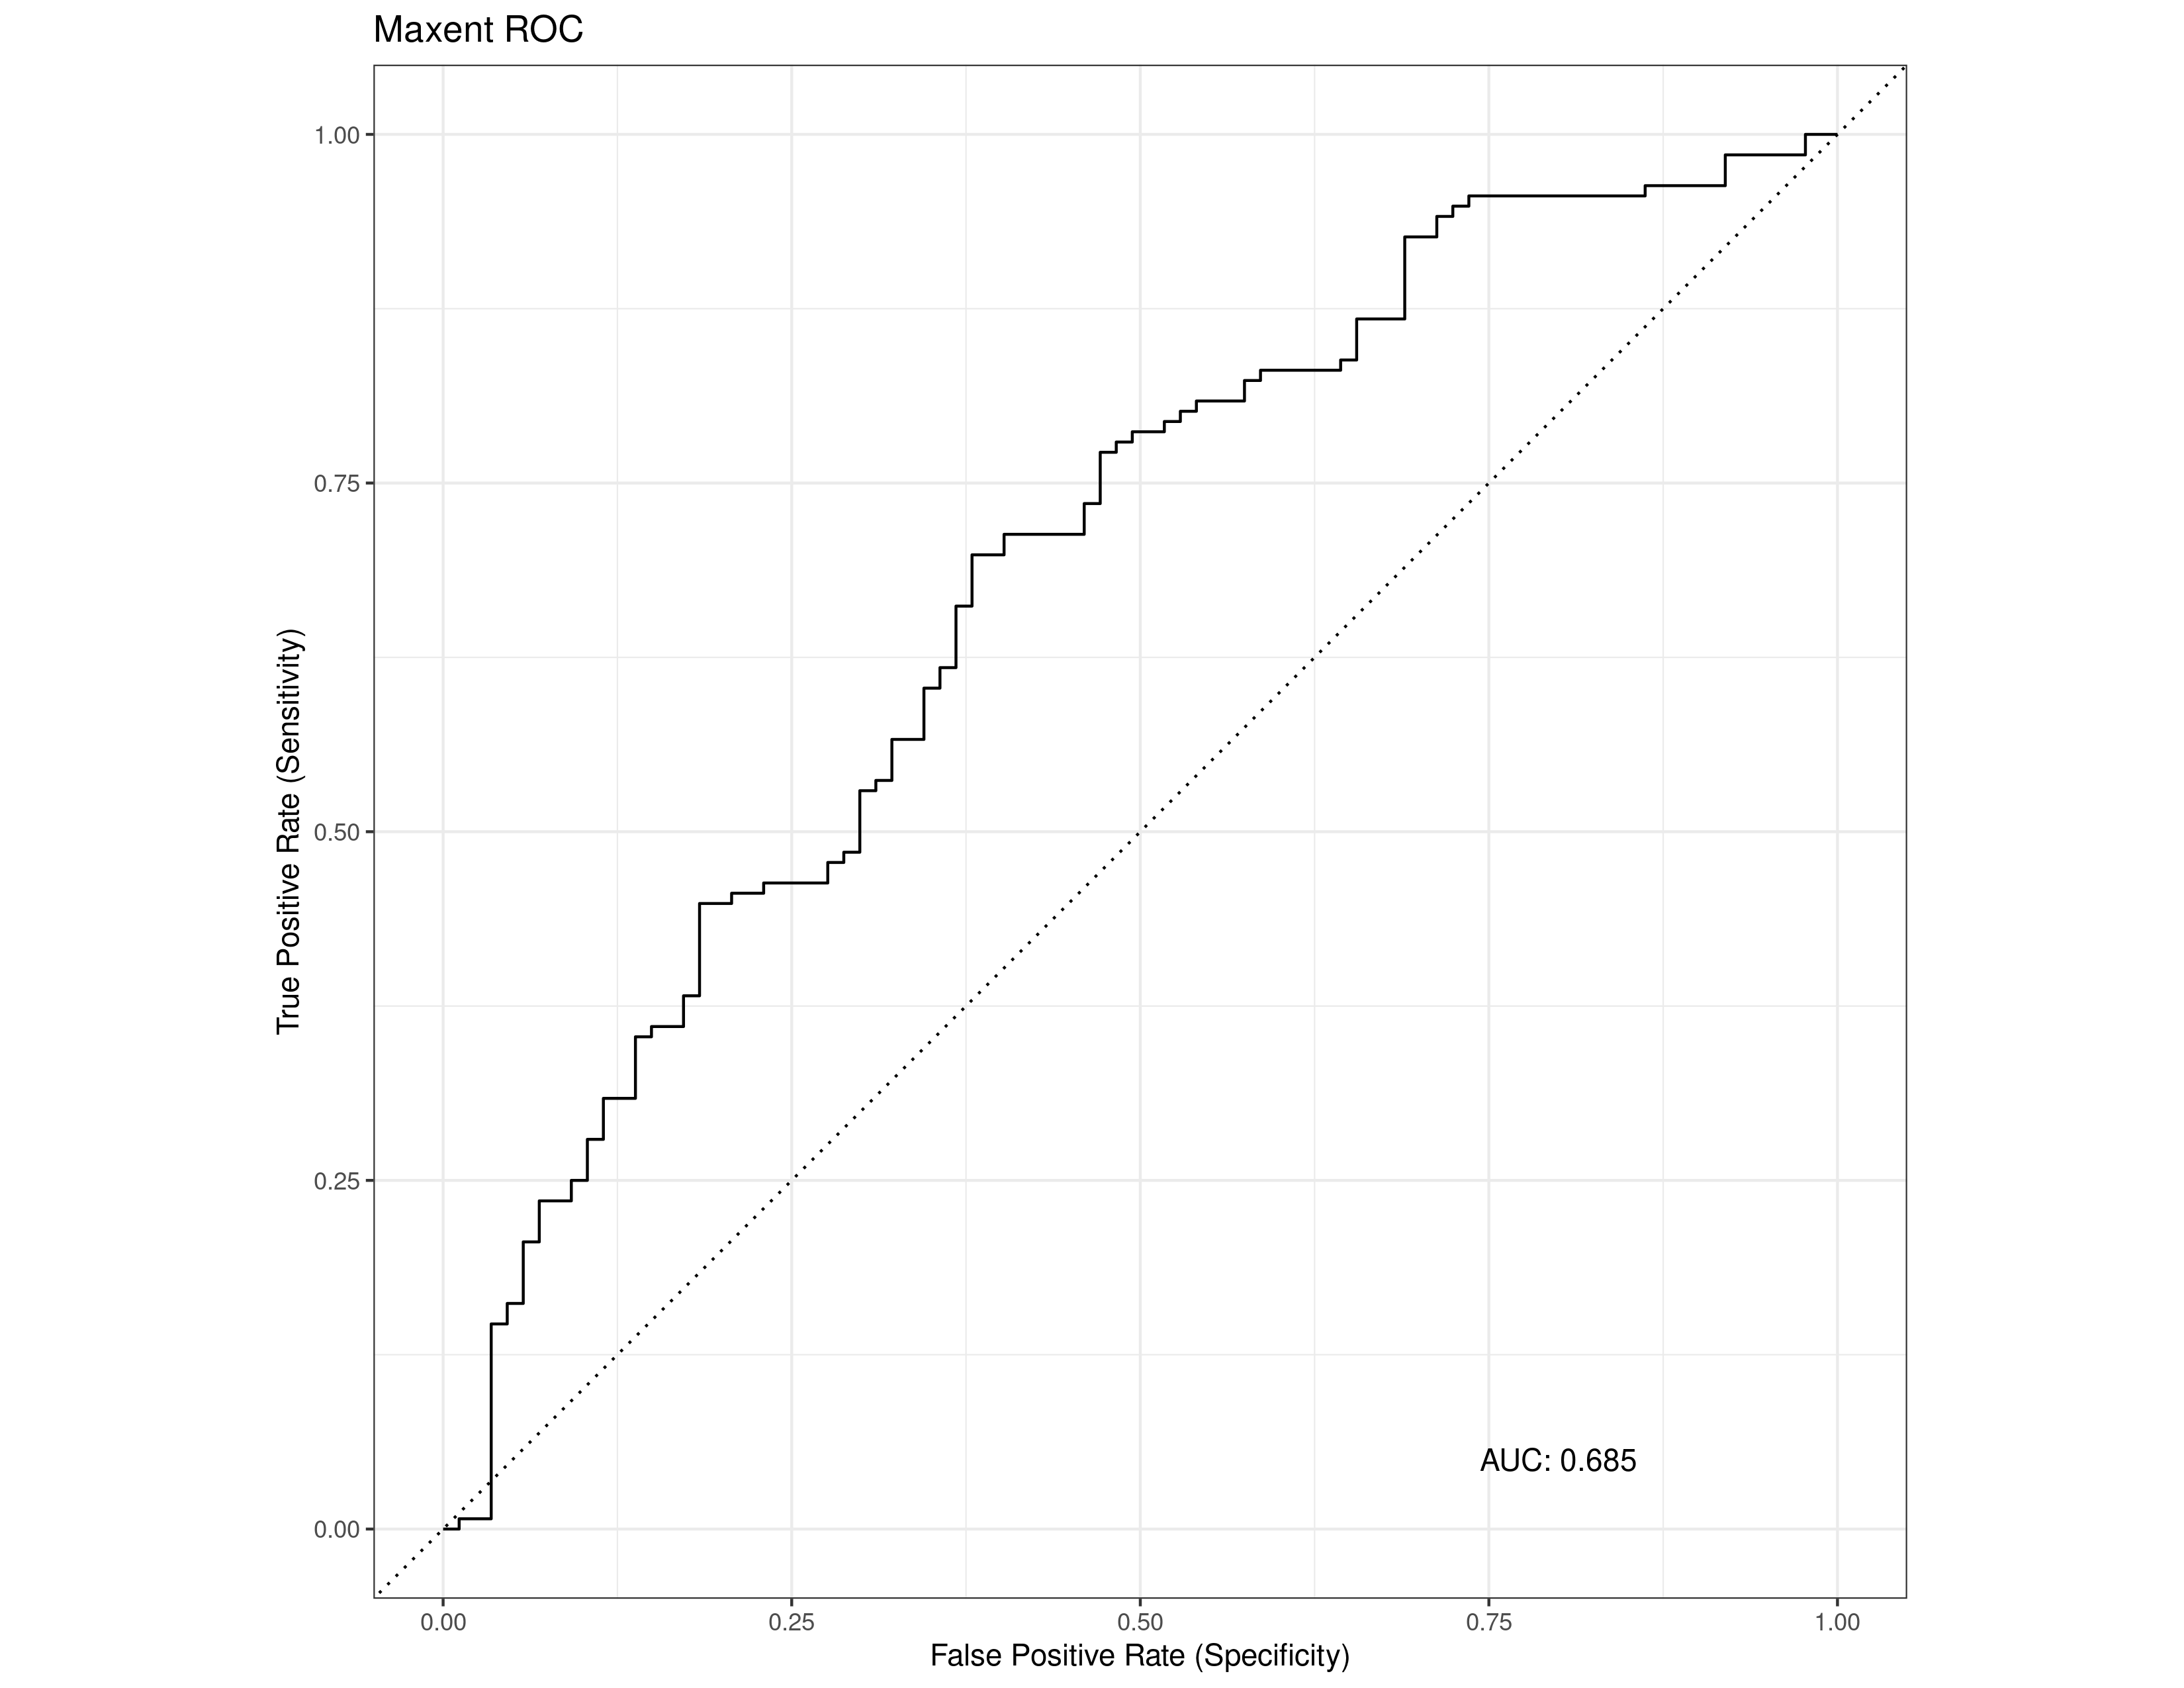 Maxent ROC
1.00
0.75
0.50
0.25
0.00
True Positive Rate (Sensitivity)
AUC: 0.685
0.00 0.25 0.50 0.75 1.00
False Positive Rate (Specificity)